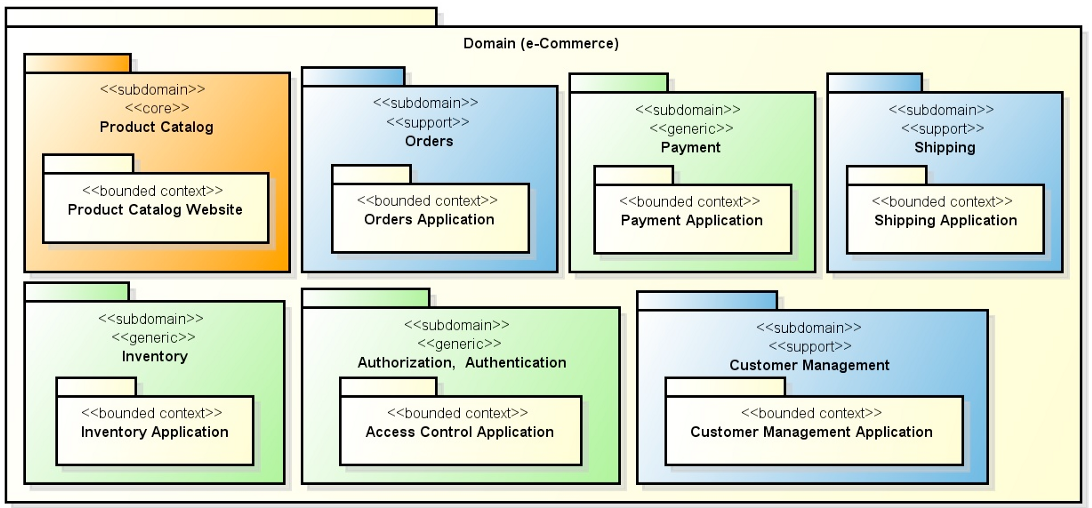 Domain (e-Commerce)
<<subdomain>>
<<core>>
Product Catalog
<<bounded context>>
Product Catalog Website
<<subdomain>>
<<support>>
Orders
<<bounded context>>
Orders Application
<<subdomain>>
<<generic>>
Payment
<<bounded context>>
Payment Application
<<subdomain>>
<<support>>
Shipping
<<bounded context>>
Shipping Application
<<subdomain>>
<<generic>>
Inventory
<<bounded context>>
Inventory Application
<<subdomain>>
<<generic>>
Authorization, Authentication
<<bounded context>>
Access Control Application
<<subdomain>>
<<support>>
Customer Management
<<bounded context>>
Customer Management Application